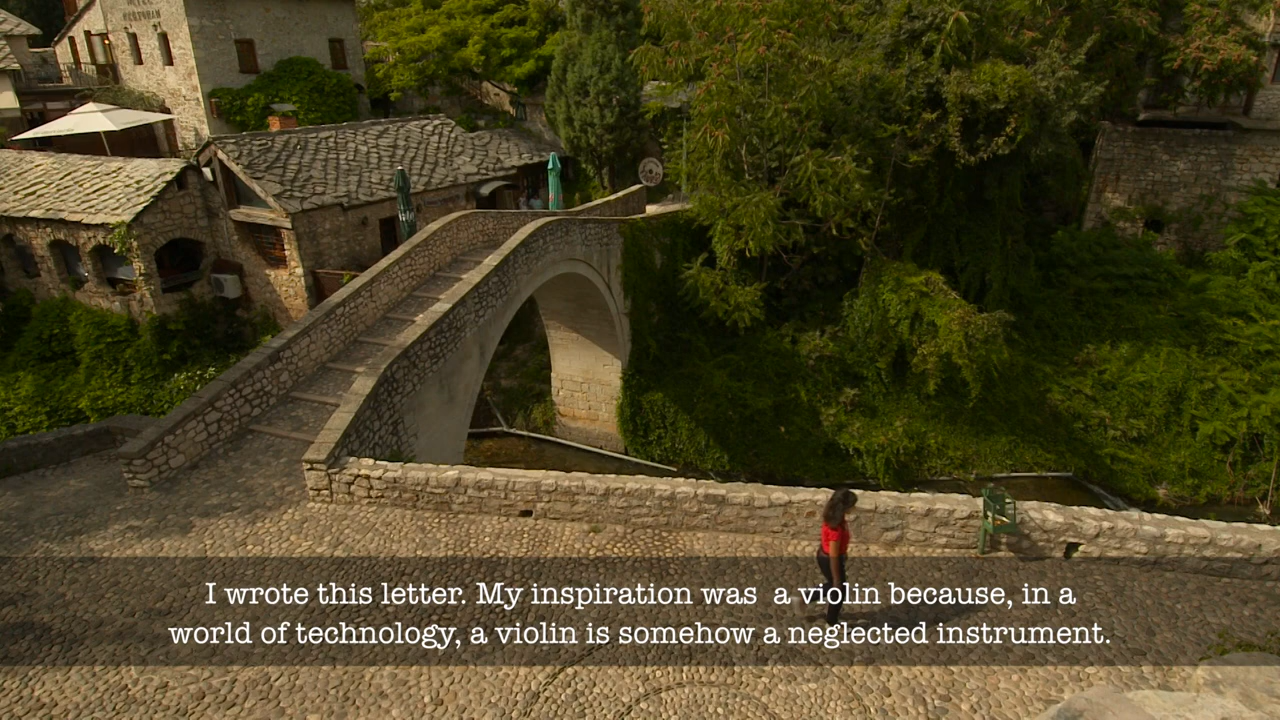 I wrote this letter. My inspiration was  a violin because, in a
world of technology, a violin is somehow a neglected instrument.